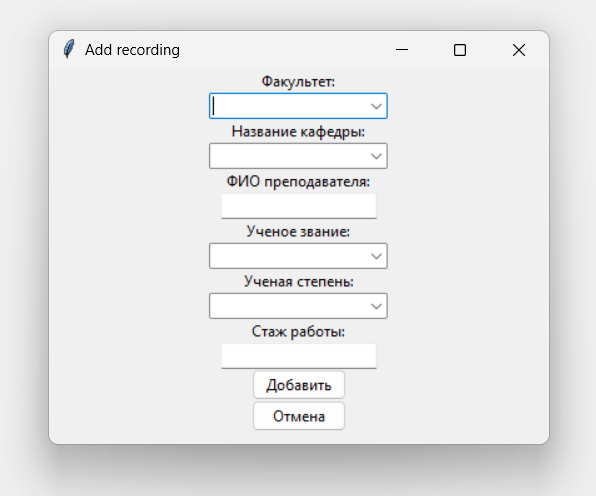 Add recording
Факультет:
Название кафедры:
ФИО преподавателя:
Ученое звание:
Ученая степень:
Стаж работы:
Добавить
Отмена